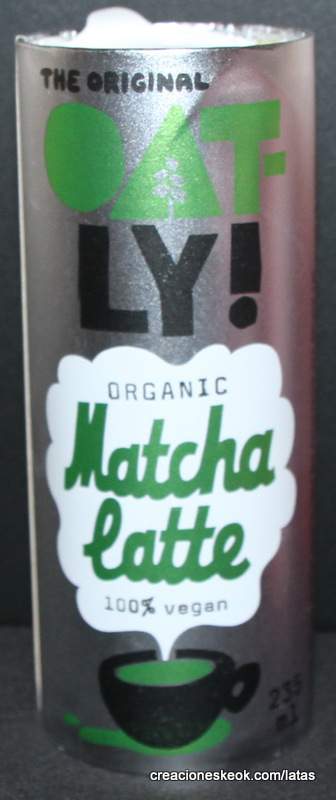 THE ORIGINAL
OAT-
LY!
ORGANIC
Matcha
latte
100% vegan
235
ml
creacioneskeok.com/latas